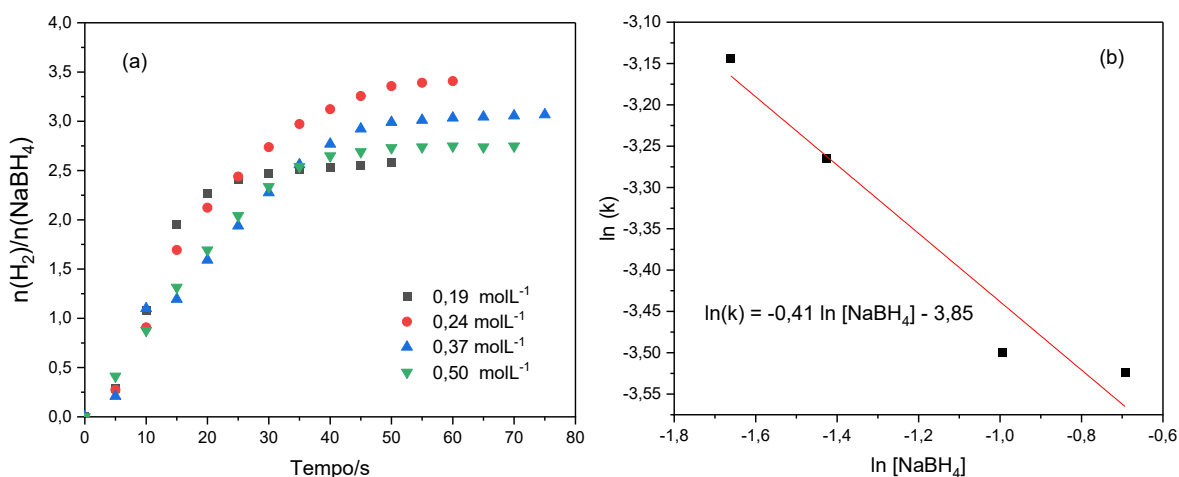 (a)
n(H₂)/n(NaBH₄)
4,0
3,5
3,0
2,5
2,0
1,5
1,0
0,5
0,0
0 10 20 30 40 50 60 70 80
Tempo/s
0,19 molL⁻¹
0,24 molL⁻¹
0,37 molL⁻¹
0,50 molL⁻¹
(b)
ln (k)
-3,10
-3,15
-3,20
-3,25
-3,30
-3,35
-3,40
-3,45
-3,50
-3,55
ln(k) = -0,41 ln [NaBH₄] - 3,85
-1,8 -1,6 -1,4 -1,2 -1,0 -0,8 -0,6
ln [NaBH₄]